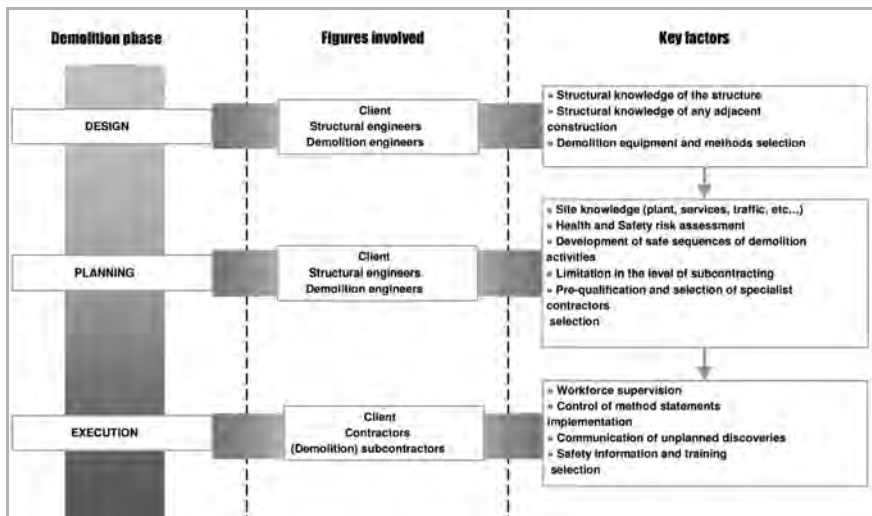 Demolition phase
Figures involved
Key factors
DESIGN
Client
Structural engineers
Demolition engineers
» Structural knowledge of the structure
» Structural knowledge of any adjacent
construction
» Demolition equipment and methods selection
PLANNING
Client
Structural engineers
Demolition engineers
» Site knowledge (plant, services, traffic, etc...)
» Health and Safety risk assessment
» Development of safe sequences of demolition
activities
» Limitation in the level of subcontracting
» Pre-qualification and selection of specialist
contractors
selection
EXECUTION
Client
Contractors
(Demolition) subcontractors
» Workforce supervision
» Control of method statements
implementation
» Communication of unplanned discoveries
» Safety information and training
selection